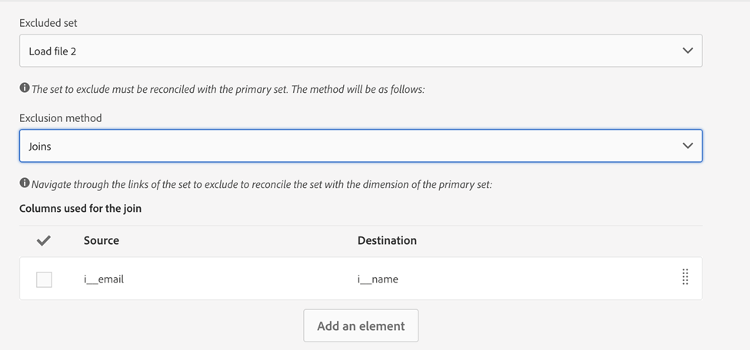 Excluded set
Load file 2
The set to exclude must be reconciled with the primary set. The method will be as follows:
Exclusion method
Joins
Navigate through the links of the set to exclude to reconcile the set with the dimension of the primary set:
Columns used for the join
Source Destination
i__email i__name
Add an element